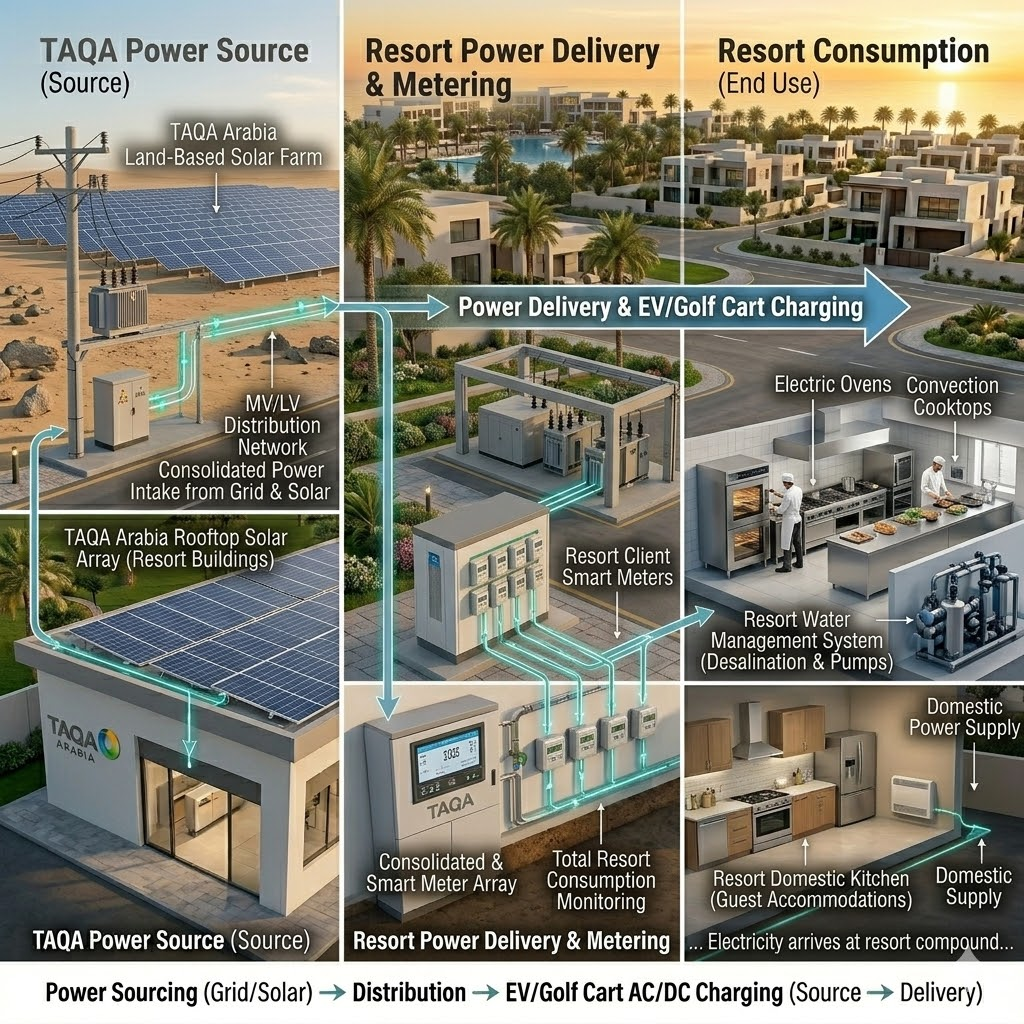 TAQA Power Source
(Source)
Resort Power Delivery
& Metering
Resort Consumption
(End Use)
TAQA Arabia
Land-Based Solar Farm
Power Delivery & EV/Golf Cart Charging
MV/LV
Distribution
Network
Consolidated Power
Intake from Grid & Solar
Electric Ovens
Convection
Cooktops
TAQA Arabia Rooftop Solar
Array (Resort Buildings)
Resort Client
Smart Meters
Resort Water
Management System
(Desalination & Pumps)
TAQA
ARABIA
TAQA
Consolidated &
Smart Meter Array
Total Resort
Consumption
Monitoring
Domestic
Power Supply
Resort Domestic Kitchen
(Guest Accommodations)
Domestic
Supply
TAQA Power Source (Source)
Resort Power Delivery & Metering
... Electricity arrives at resort compound...
Power Sourcing (Grid/Solar) → Distribution → EV/Golf Cart AC/DC Charging (Source → Delivery)